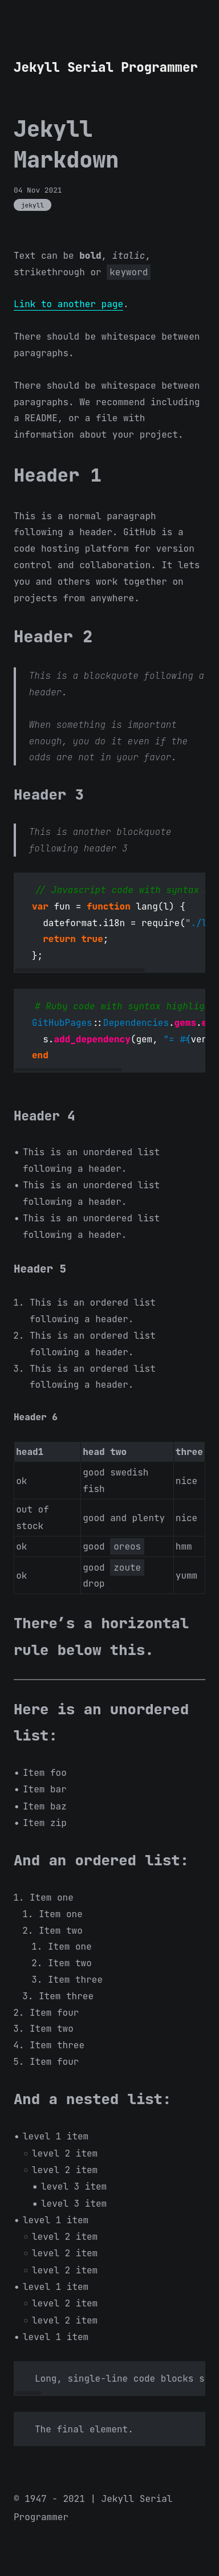 Jekyll Serial Programmer
Jekyll
Markdown
04 Nov 2021
jekyll
Text can be bold, italic,
strikethrough or keyword
Link to another page.
There should be whitespace between
paragraphs.
There should be whitespace between
paragraphs. We recommend including
a README, or a file with
information about your project.
Header 1
This is a normal paragraph
following a header. GitHub is a
code hosting platform for version
control and collaboration. It lets
you and others work together on
projects from anywhere.
Header 2
This is a blockquote following a
header.
When something is important
enough, you do it even if the
odds are not in your favor.
Header 3
This is another blockquote
following header 3
// Javascript code with syntax
var fun = function lang(l) {
dateformat.i18n = require("./l
return true;
};
# Ruby code with syntax highlig
GitHubPages::Dependencies.gems.e
s.add_dependency(gem, "= #{ver
end
Header 4
• This is an unordered list
following a header.
• This is an unordered list
following a header.
• This is an unordered list
following a header.
Header 5
1. This is an ordered list
following a header.
2. This is an ordered list
following a header.
3. This is an ordered list
following a header.
Header 6
head1 head two three
ok good swedish fish nice
out of stock good and plenty nice
ok good oreos hmm
ok good zoute drop yumm
There's a horizontal
rule below this.
Here is an unordered
list:
• Item foo
• Item bar
• Item baz
• Item zip
And an ordered list:
1. Item one
1. Item one
2. Item two
1. Item one
2. Item two
3. Item three
3. Item three
2. Item four
3. Item two
4. Item three
5. Item four
And a nested list:
• level 1 item
◦ level 2 item
◦ level 2 item
▪ level 3 item
▪ level 3 item
• level 1 item
◦ level 2 item
◦ level 2 item
◦ level 2 item
• level 1 item
◦ level 2 item
◦ level 2 item
• level 1 item
Long, single-line code blocks s
The final element.
© 1947 - 2021 | Jekyll Serial
Programmer